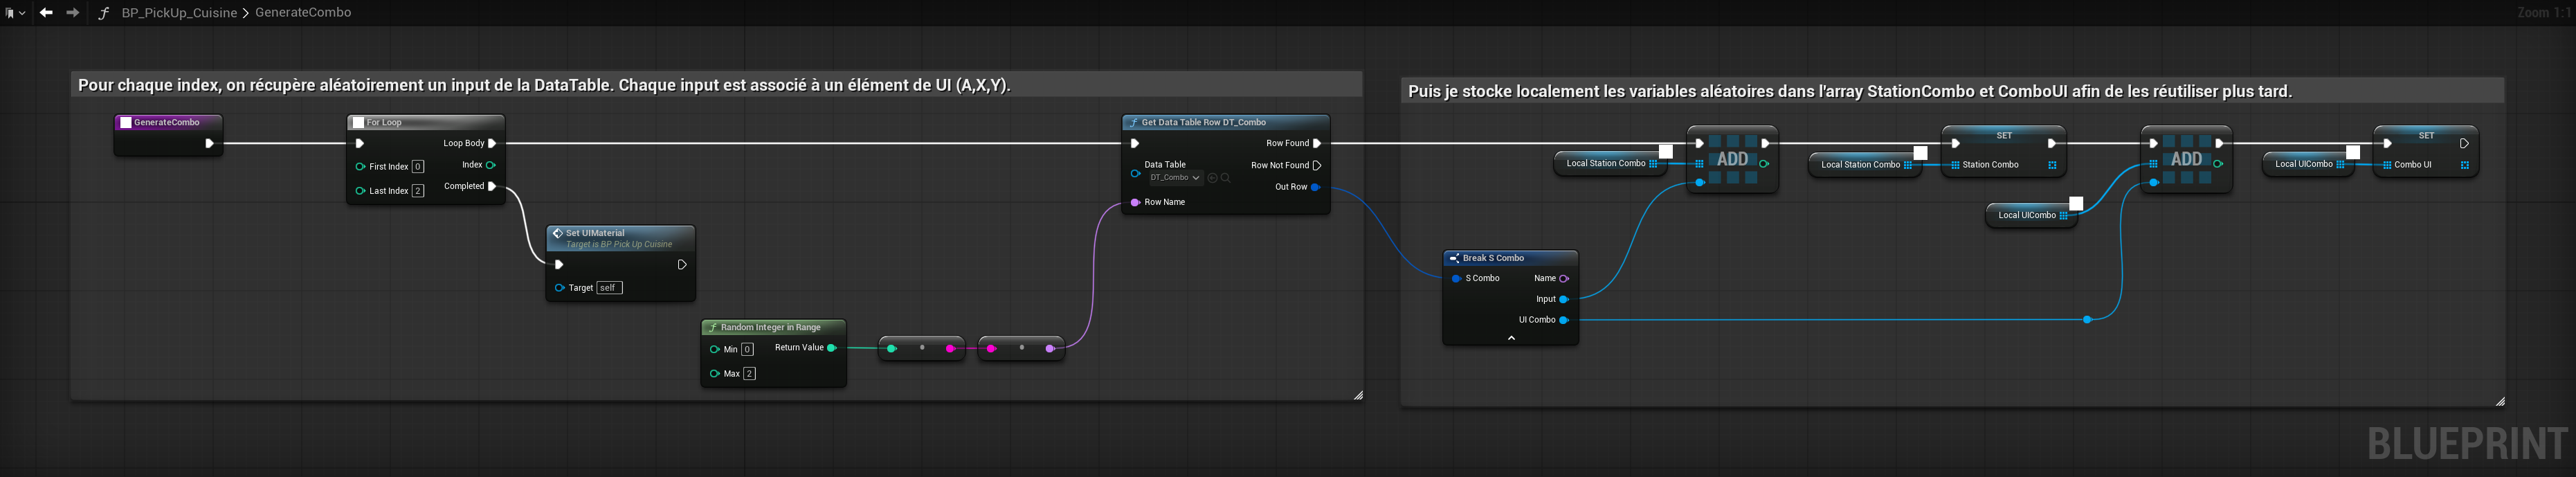 BP_PickUp_Cuisine > GenerateCombo
Zoom 1:1
Pour chaque index, on récupère aléatoirement un input de la DataTable. Chaque input est associé à un élément de UI (A,X,Y).
GenerateCombo
For Loop
Loop Body
First Index 0
Index
Last Index 2
Completed
Set UIMaterial
Target is BP Pick Up Cuisine
Target self
Random Integer in Range
Min 0
Return Value
Max 2
Get Data Table Row DT_Combo
Row Found
Data Table
DT_Combo
Row Not Found
Out Row
Row Name
Puis je stocke localement les variables aléatoires dans l'array StationCombo et ComboUI afin de les réutiliser plus tard.
Local Station Combo
ADD
Local Station Combo
SET
Station Combo
Local UICombo
ADD
Local UICombo
SET
Combo UI
Break S Combo
S Combo
Name
Input
UI Combo
BLUEPRINT